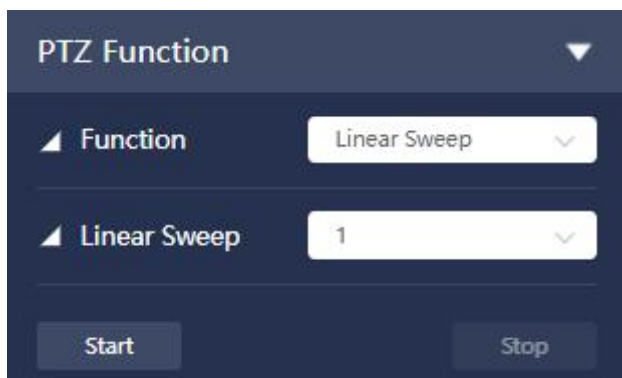 PTZ Function
Function Linear Sweep
Linear Sweep 1
Start Stop